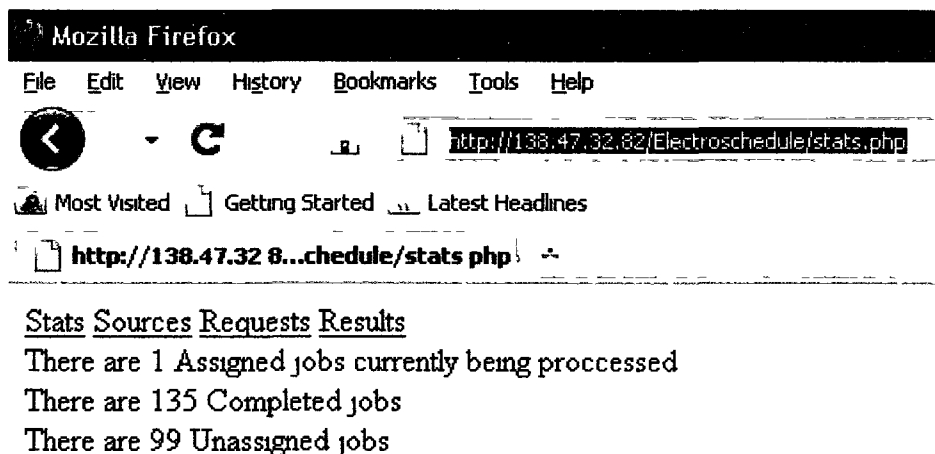 Mozilla Firefox
File Edit View History Bookmarks Tools Help
http://138.47.32.82/Electroschedule/stats.php
Most Visited Getting Started Latest Headlines
http://138.47.32 8...chedule/stats php
Stats Sources Requests Results
There are 1 Assigned jobs currently being proccessed
There are 135 Completed jobs
There are 99 Unassigned jobs